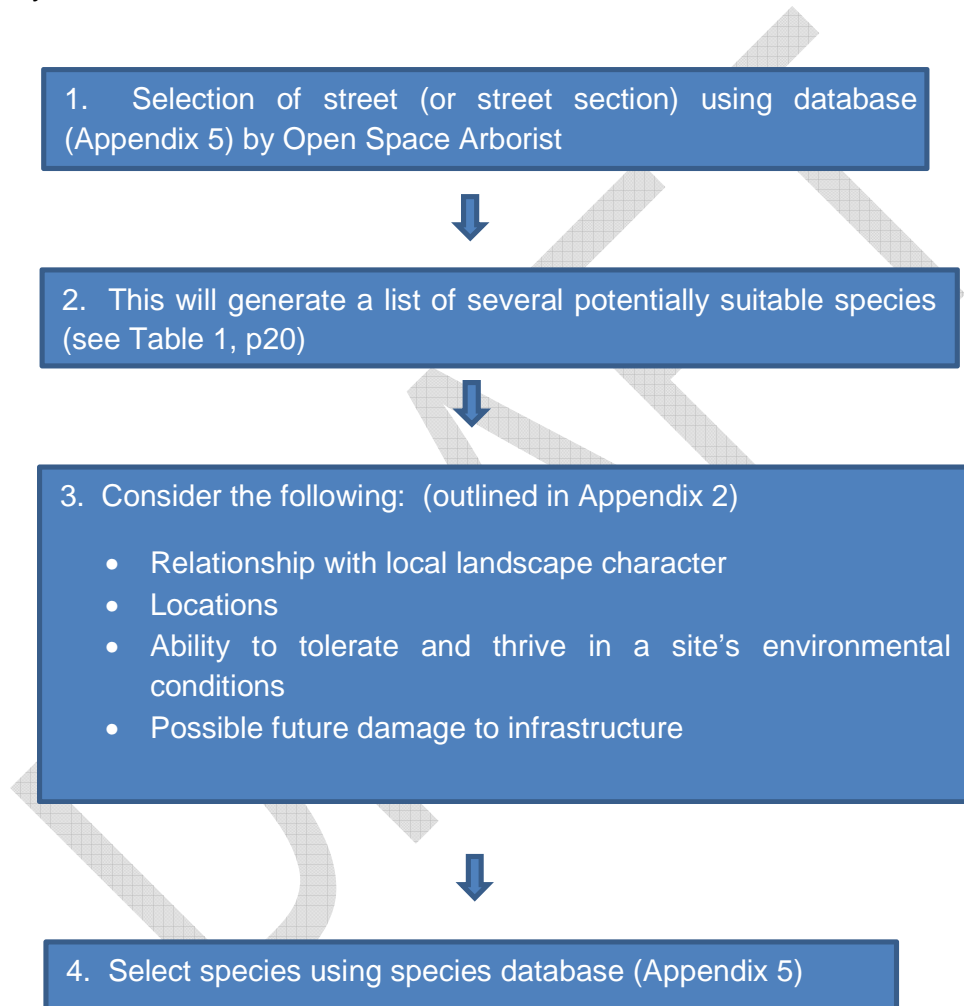 1. Selection of street (or street section) using database
(Appendix 5) by Open Space Arborist
2. This will generate a list of several potentially suitable species
(see Table 1, p20)
3. Consider the following: (outlined in Appendix 2)
• Relationship with local landscape character
• Locations
• Ability to tolerate and thrive in a site's environmental
conditions
• Possible future damage to infrastructure
4. Select species using species database (Appendix 5)